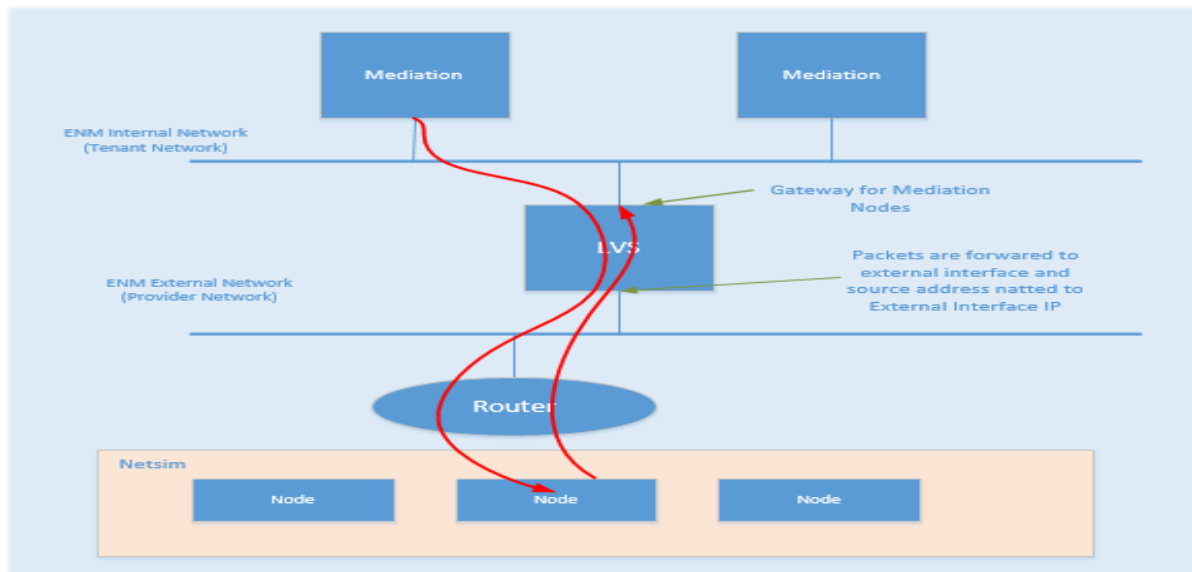 Mediation
Mediation
ENM Internal Network
(Tenant Network)
Gateway for Mediation
Nodes
LVS
Packets are forwared to
external interface and
source address natted to
External Interface IP
ENM External Network
(Provider Network)
Router
Netsim
Node
Node
Node